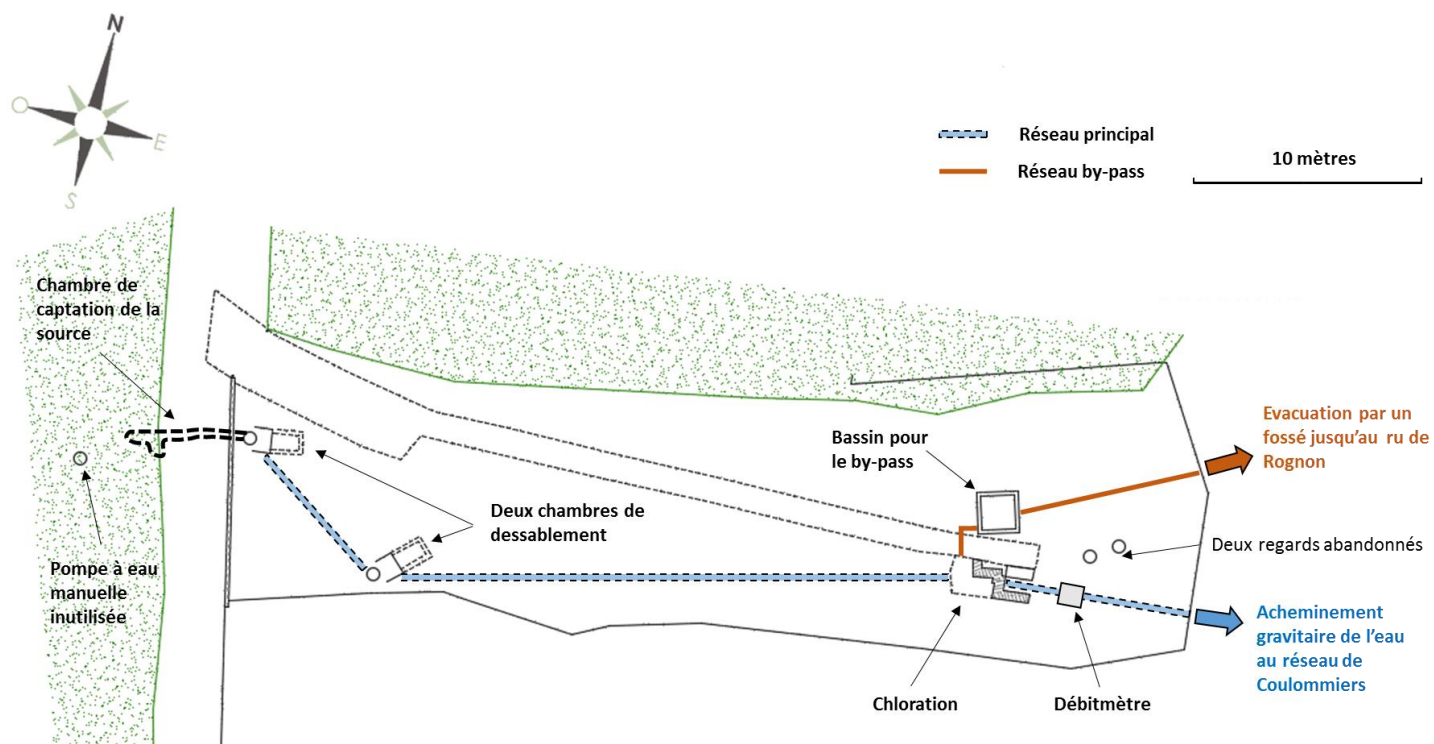 N
O
E
S
Réseau principal
Réseau by-pass
10 mètres
Chambre de
captation de la
source
Bassin pour
le by-pass
Evacuation par un
fossé jusqu'au ru de
Rognon
Deux chambres de
dessablement
Deux regards abandonnés
Pompe à eau
manuelle
inutilisée
Acheminement
gravitaire de l'eau
au réseau de
Coulommiers
Chloration
Débitmètre